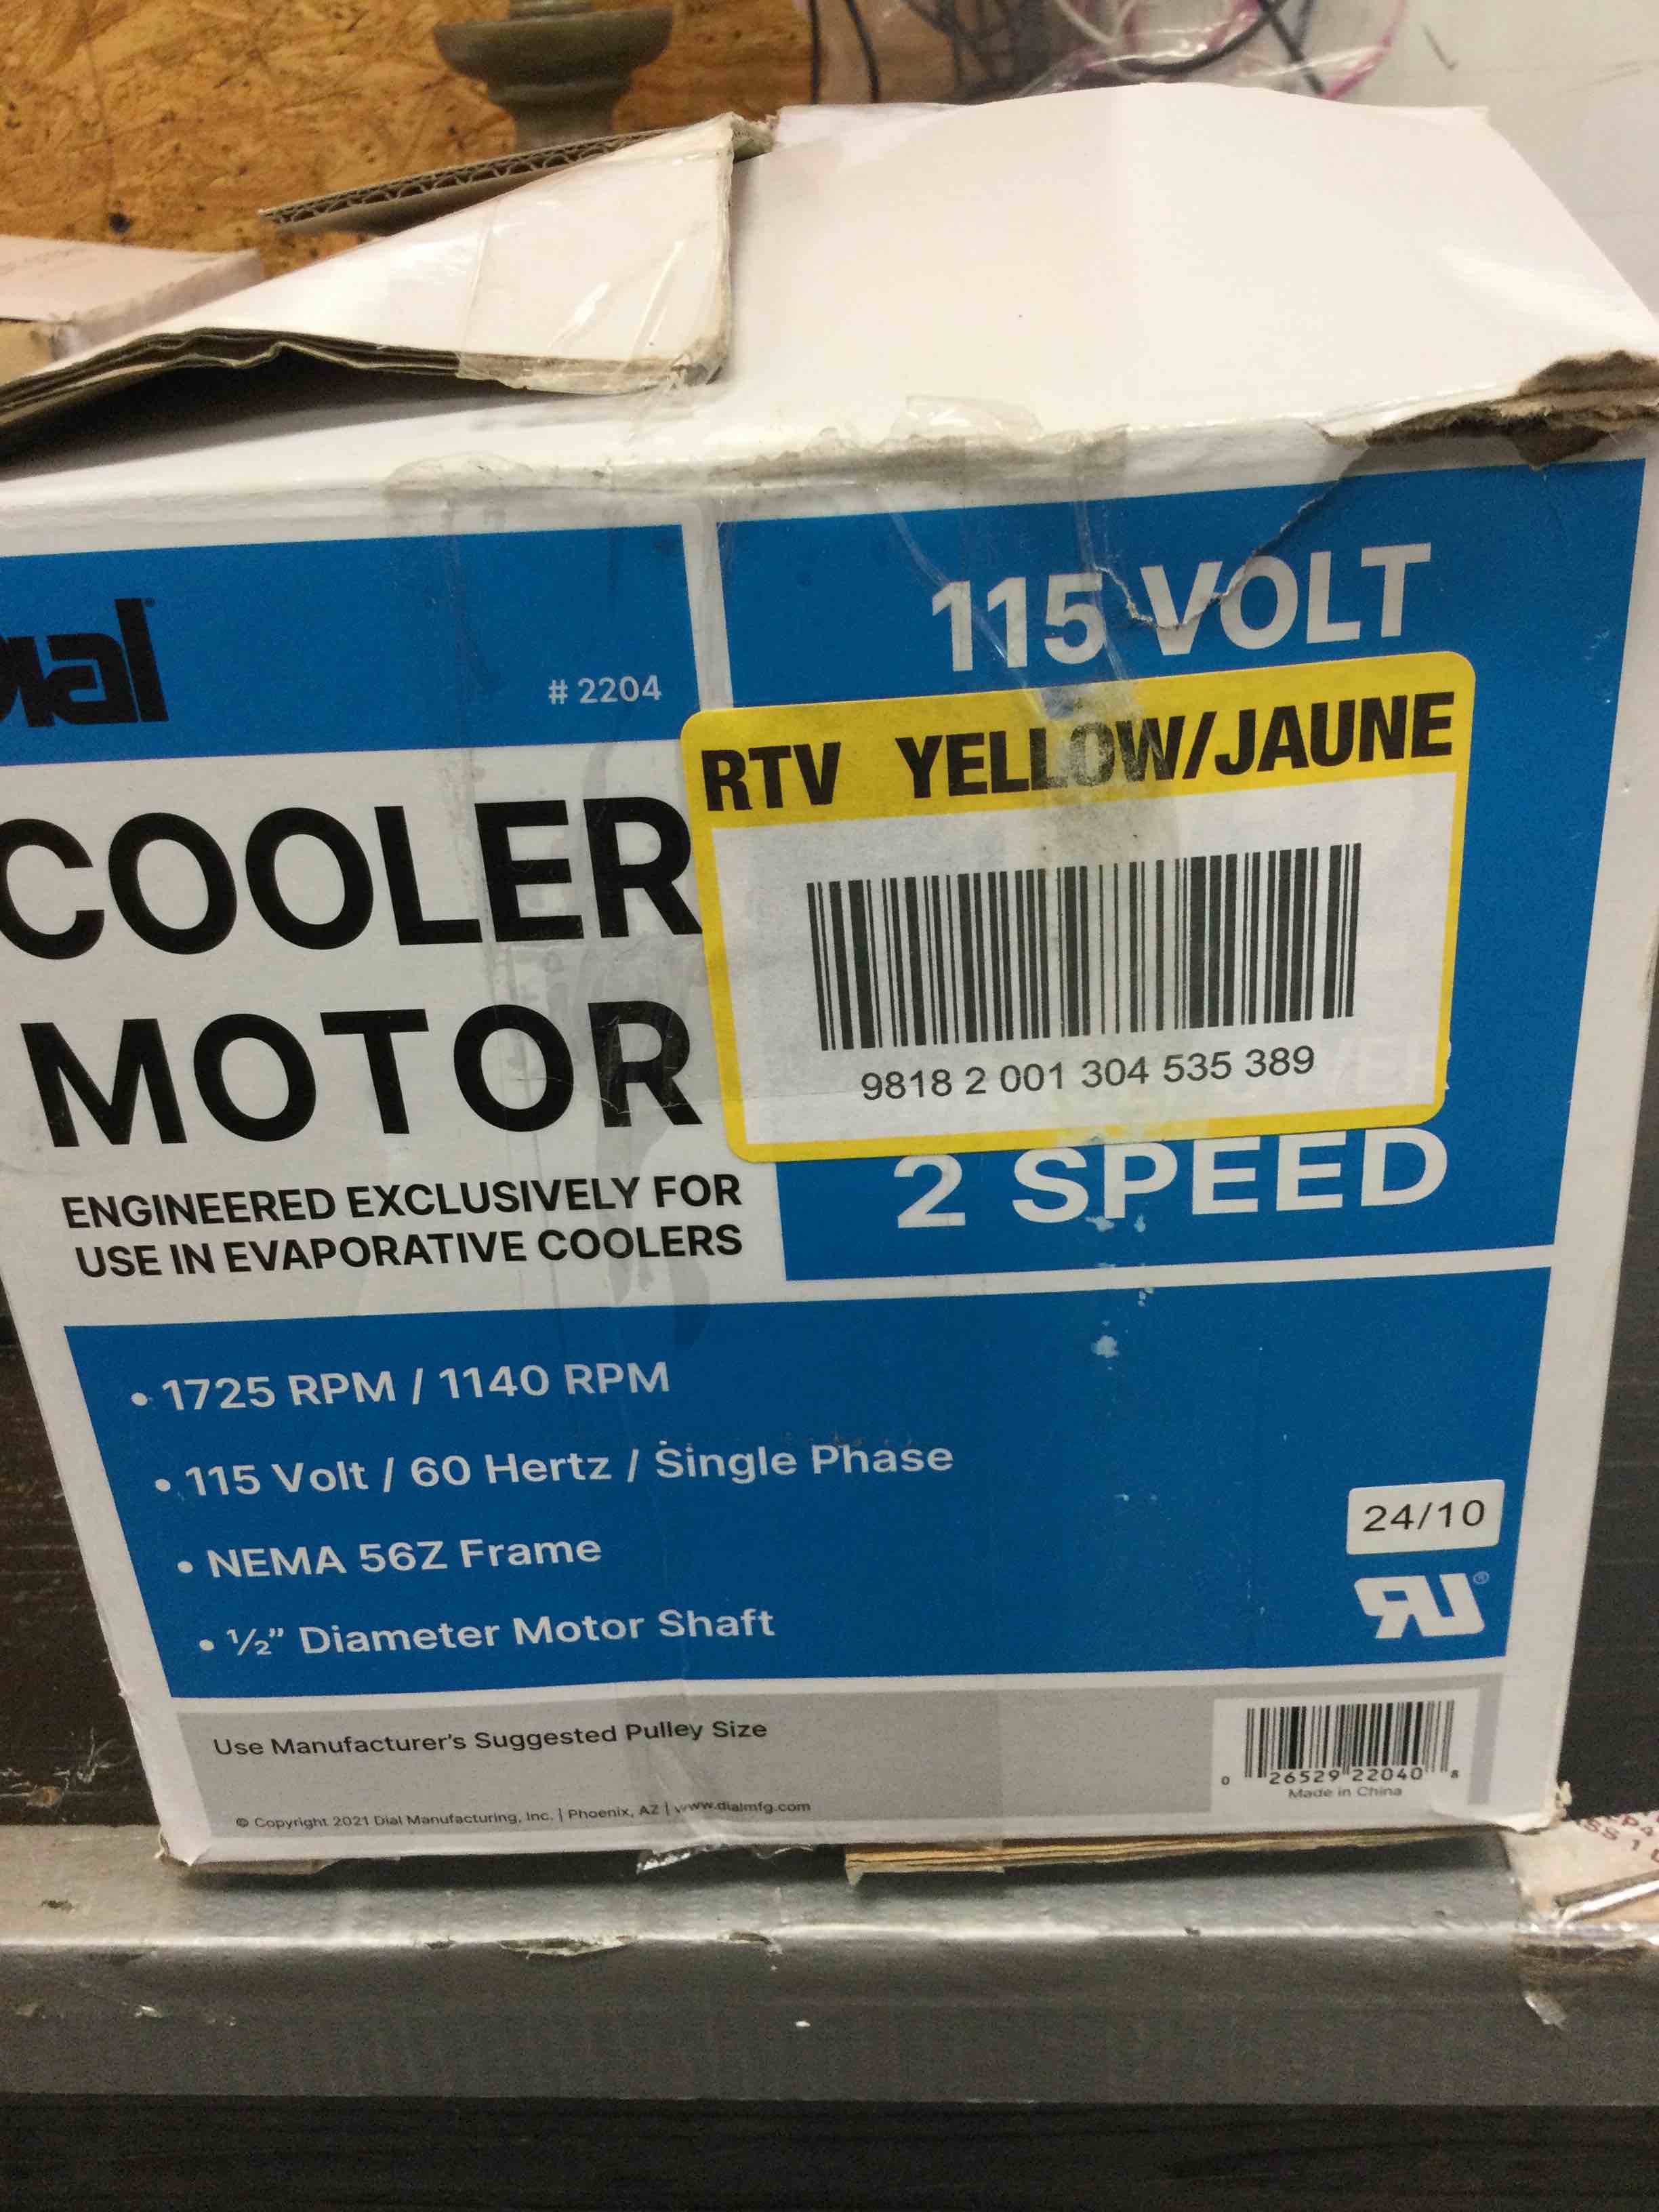 # 2204
115 VOLT
RTV YELLOW/JAUNE
9818 2 001 304 535 389
COOLER
MOTOR
2 SPEED
ENGINEERED EXCLUSIVELY FOR
USE IN EVAPORATIVE COOLERS
• 1725 RPM / 1140 RPM
• 115 Volt / 60 Hertz / Single Phase
• NEMA 56Z Frame
• ½" Diameter Motor Shaft
24/10
Use Manufacturer's Suggested Pulley Size
0 26529 22040 8
Made in China
© Copyright 2021 Dial Manufacturing, Inc. | Phoenix, AZ | www.dialmfg.com